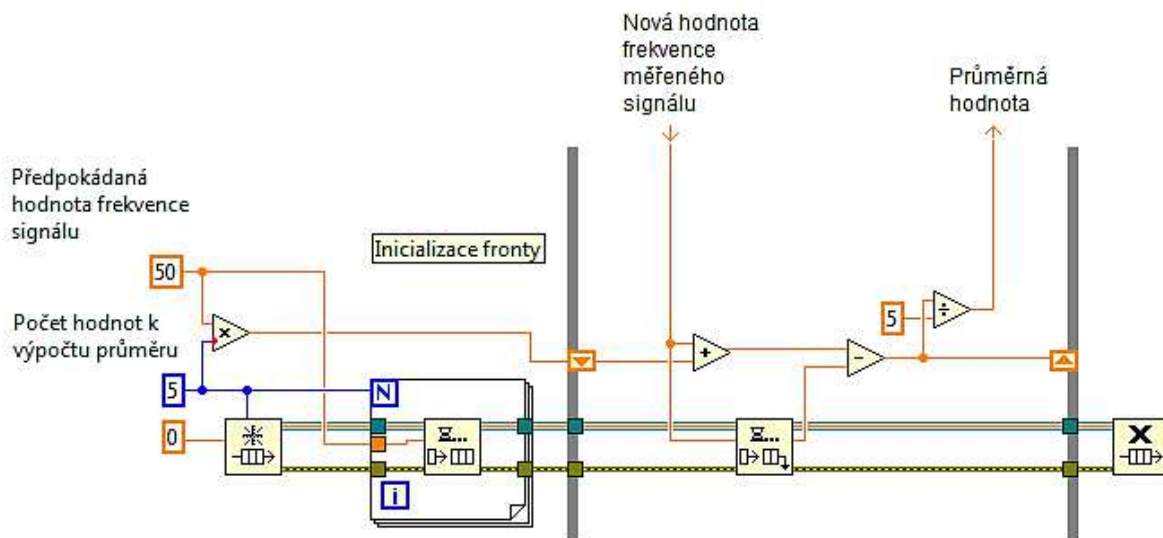 Nová hodnota
frekvence
měřeného
signálu
Průměrná
hodnota
Předpokádaná
hodnota frekvence
signálu
Inicializace fronty
50
Počet hodnot k
výpočtu průměru
5
5
N
0
i